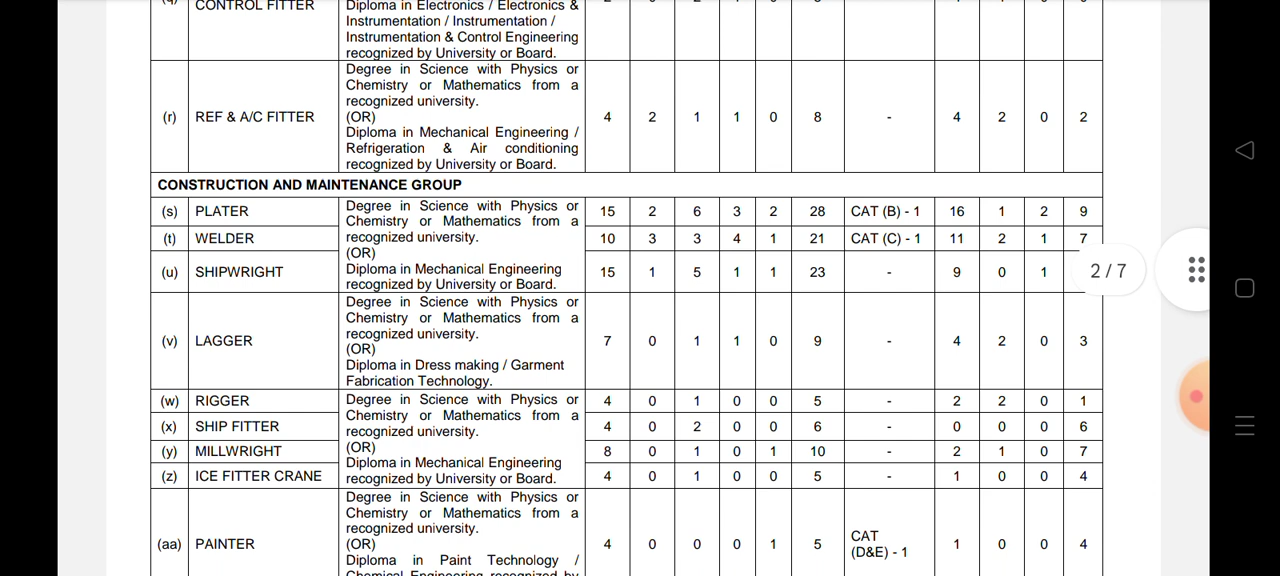 CONTROL FITTER
Diploma in Electronics / Electronics &
Instrumentation / Instrumentation /
Instrumentation & Control Engineering
recognized by University or Board.
(r) REF & A/C FITTER
Degree in Science with Physics or
Chemistry or Mathematics from a
recognized university.
(OR)
Diploma in Mechanical Engineering /
Refrigeration & Air conditioning
recognized by University or Board.
4 2 1 1 0 8 - 4 2 0 2
CONSTRUCTION AND MAINTENANCE GROUP
(s) PLATER
Degree in Science with Physics or
Chemistry or Mathematics from a
recognized university.
(OR)
Diploma in Mechanical Engineering
recognized by University or Board.
15 2 6 3 2 28 CAT (B) - 1 16 1 2 9
(t) WELDER
10 3 3 4 1 21 CAT (C) - 1 11 2 1 7
(u) SHIPWRIGHT
15 1 5 1 1 23 - 9 0 1
2 / 7
(v) LAGGER
Degree in Science with Physics or
Chemistry or Mathematics from a
recognized university.
(OR)
Diploma in Dress making / Garment
Fabrication Technology.
7 0 1 1 0 9 - 4 2 0 3
(w) RIGGER
Degree in Science with Physics or
Chemistry or Mathematics from a
recognized university.
(OR)
Diploma in Mechanical Engineering
recognized by University or Board.
4 0 1 0 0 5 - 2 2 0 1
(x) SHIP FITTER
4 0 2 0 0 6 - 0 0 0 6
(y) MILLWRIGHT
8 0 1 0 1 10 - 2 1 0 7
(z) ICE FITTER CRANE
4 0 1 0 0 5 - 1 0 0 4
(aa) PAINTER
Degree in Science with Physics or
Chemistry or Mathematics from a
recognized university.
(OR)
Diploma in Paint Technology /
Chemical Engineering recognized by
4 0 0 0 1 5 CAT
(D&E) - 1 1 0 0 4